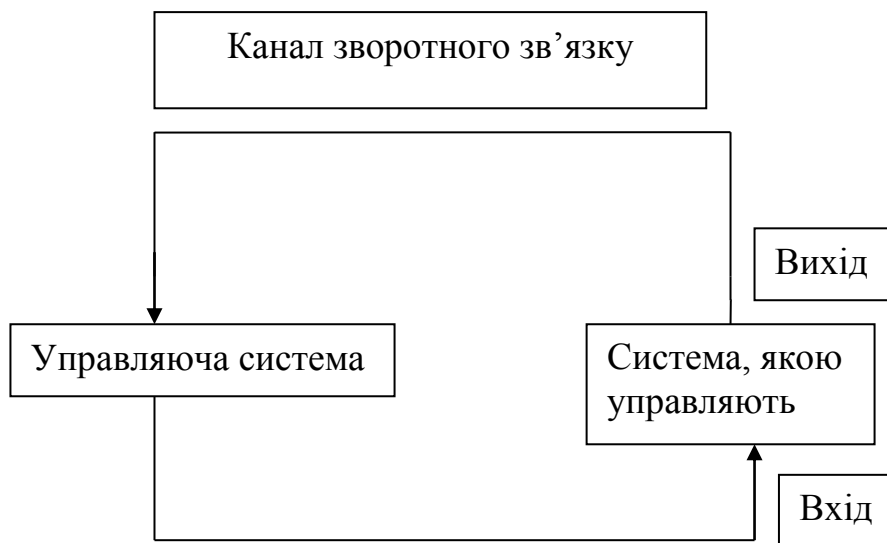 Канал зворотного зв’язку
Вихід
Управляюча система
Система, якою
управляють
Вхід